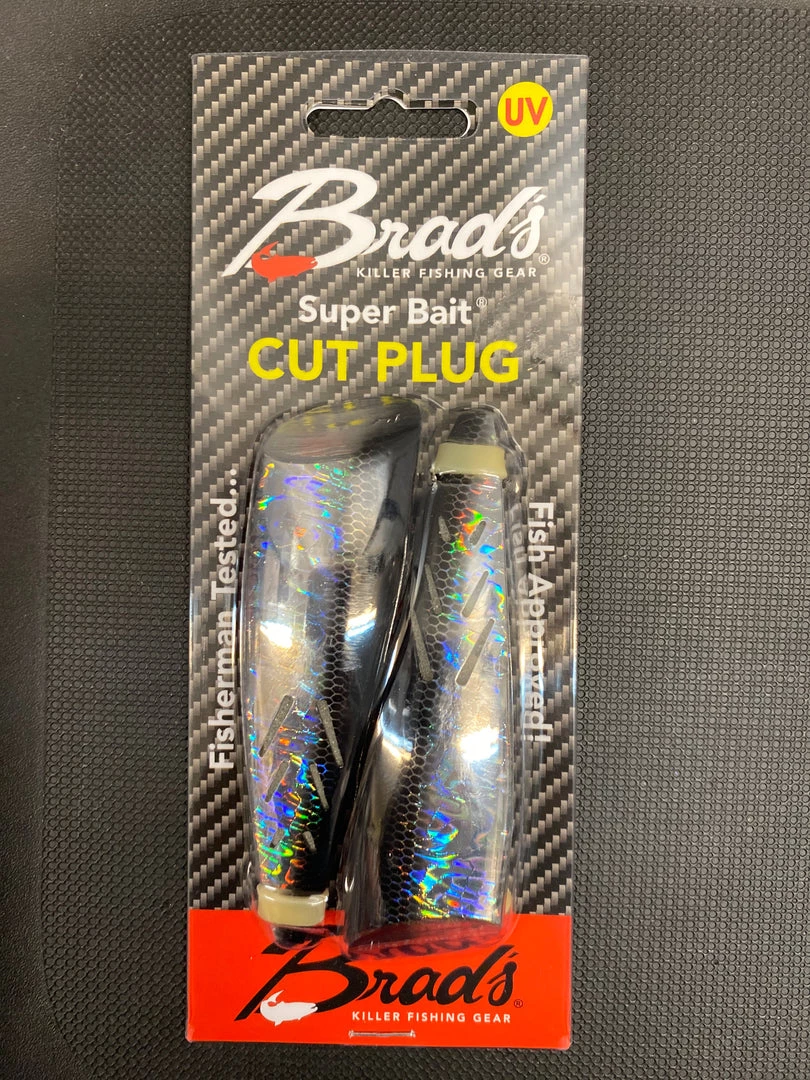 UV
Brad's®
KILLER FISHING GEAR
Super Bait®
CUT PLUG
Fisherman Tested...
Fish Approved!
Brad's®
KILLER FISHING GEAR